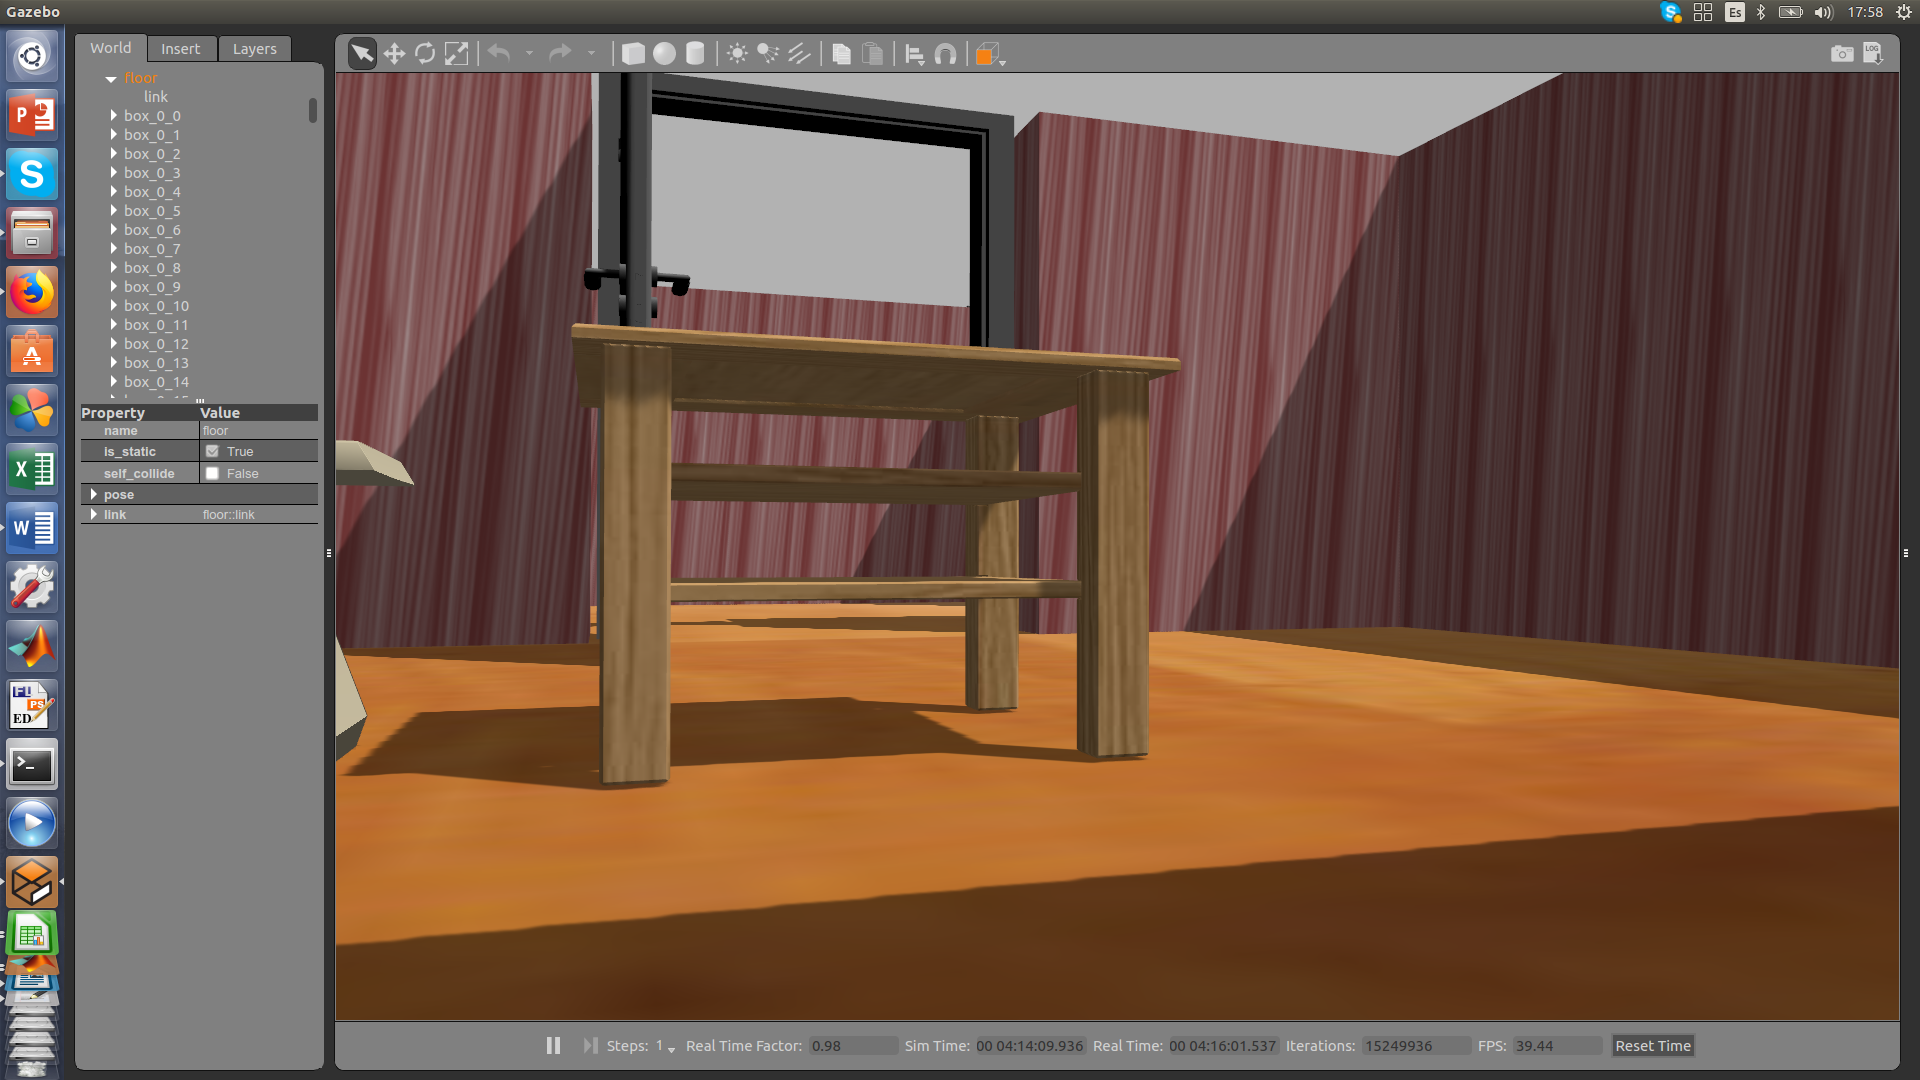 Gazebo
Es
17:58
World
Insert
Layers
LOG
floor
link
box_0_0
box_0_1
box_0_2
box_0_3
box_0_4
box_0_5
box_0_6
box_0_7
box_0_8
box_0_9
box_0_10
box_0_11
box_0_12
box_0_13
box_0_14
Property Value
name floor
is_static True
self_collide False
pose
link floor::link
Steps: 1 Real Time Factor: 0.98 Sim Time: 00 04:14:09.936 Real Time: 00 04:16:01.537 Iterations: 15249936 FPS: 39.44 Reset Time